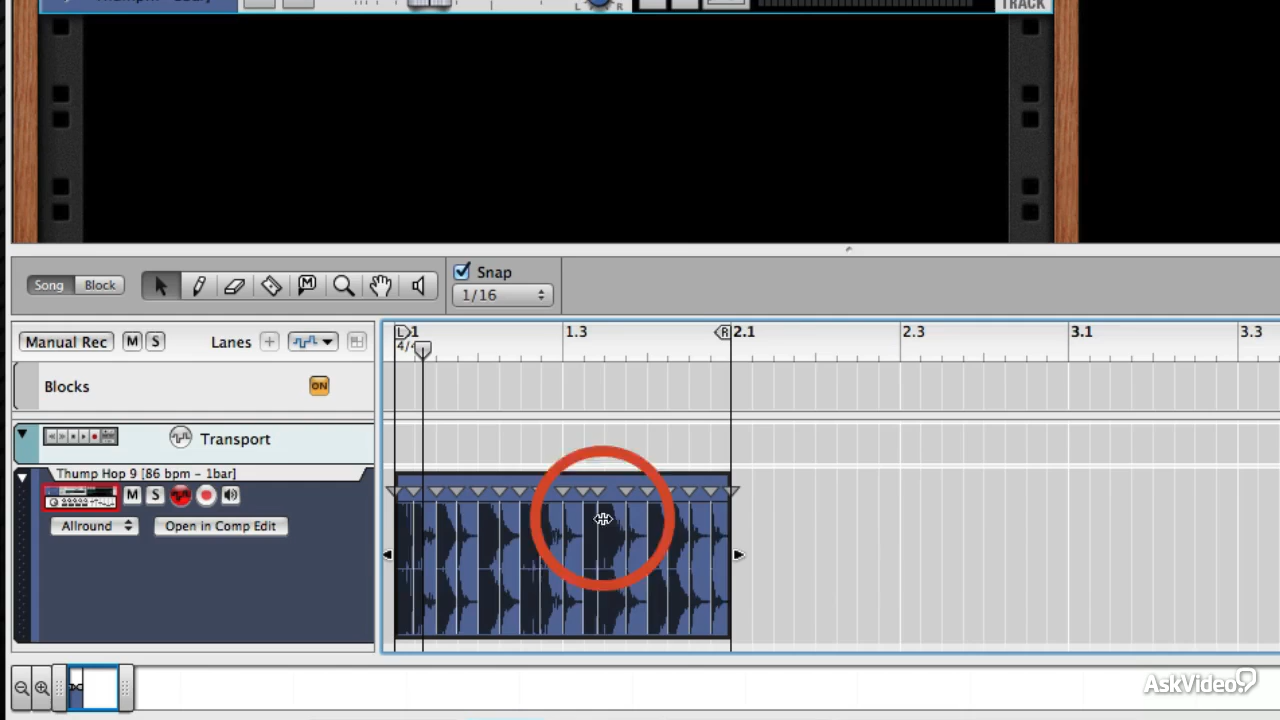 L R
TRACK
Song Block
M
Snap
1/16
Manual Rec M S Lanes +
L 1 1.3 R 2.1 2.3 3.1 3.3
4/4
Blocks ON
Transport
Thump Hop 9 [86 bpm - 1bar]
M S
Allround Open in Comp Edit
AskVideo